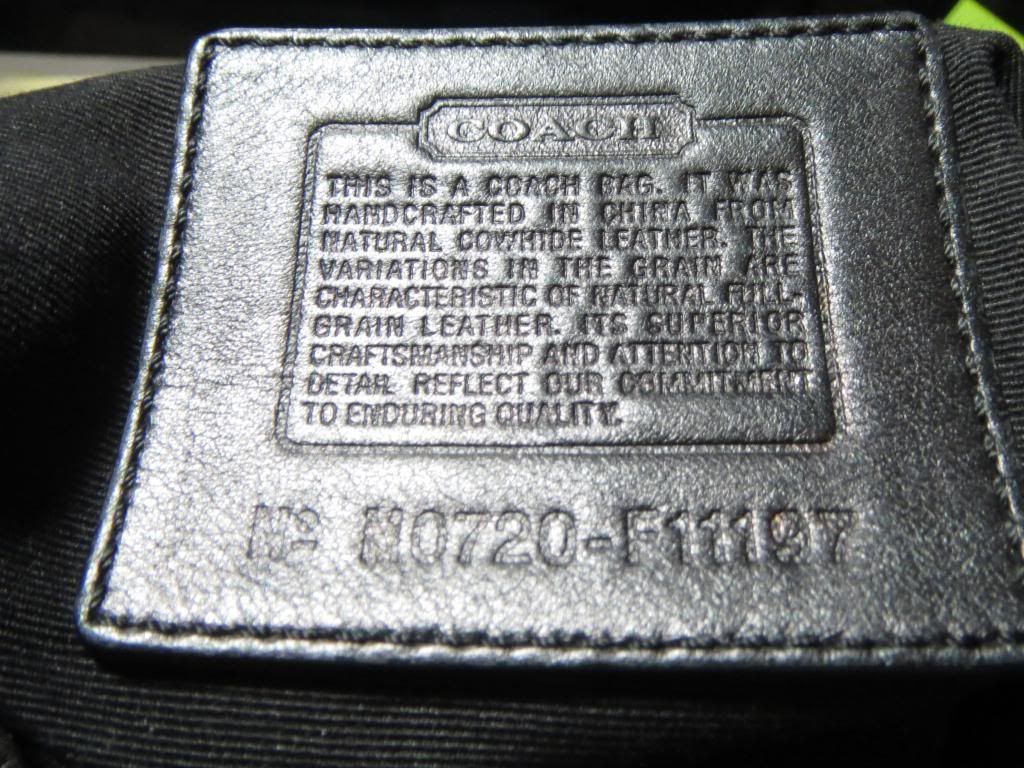 COACH
THIS IS A COACH BAG. IT WAS
HANDCRAFTED IN CHINA FROM
NATURAL COWHIDE LEATHER. THE
VARIATIONS IN THE GRAIN ARE
CHARACTERISTIC OF NATURAL FULL-
GRAIN LEATHER. ITS SUPERIOR
CRAFTSMANSHIP AND ATTENTION TO
DETAIL REFLECT OUR COMMITMENT
TO ENDURING QUALITY.
Nº M0720-F11197